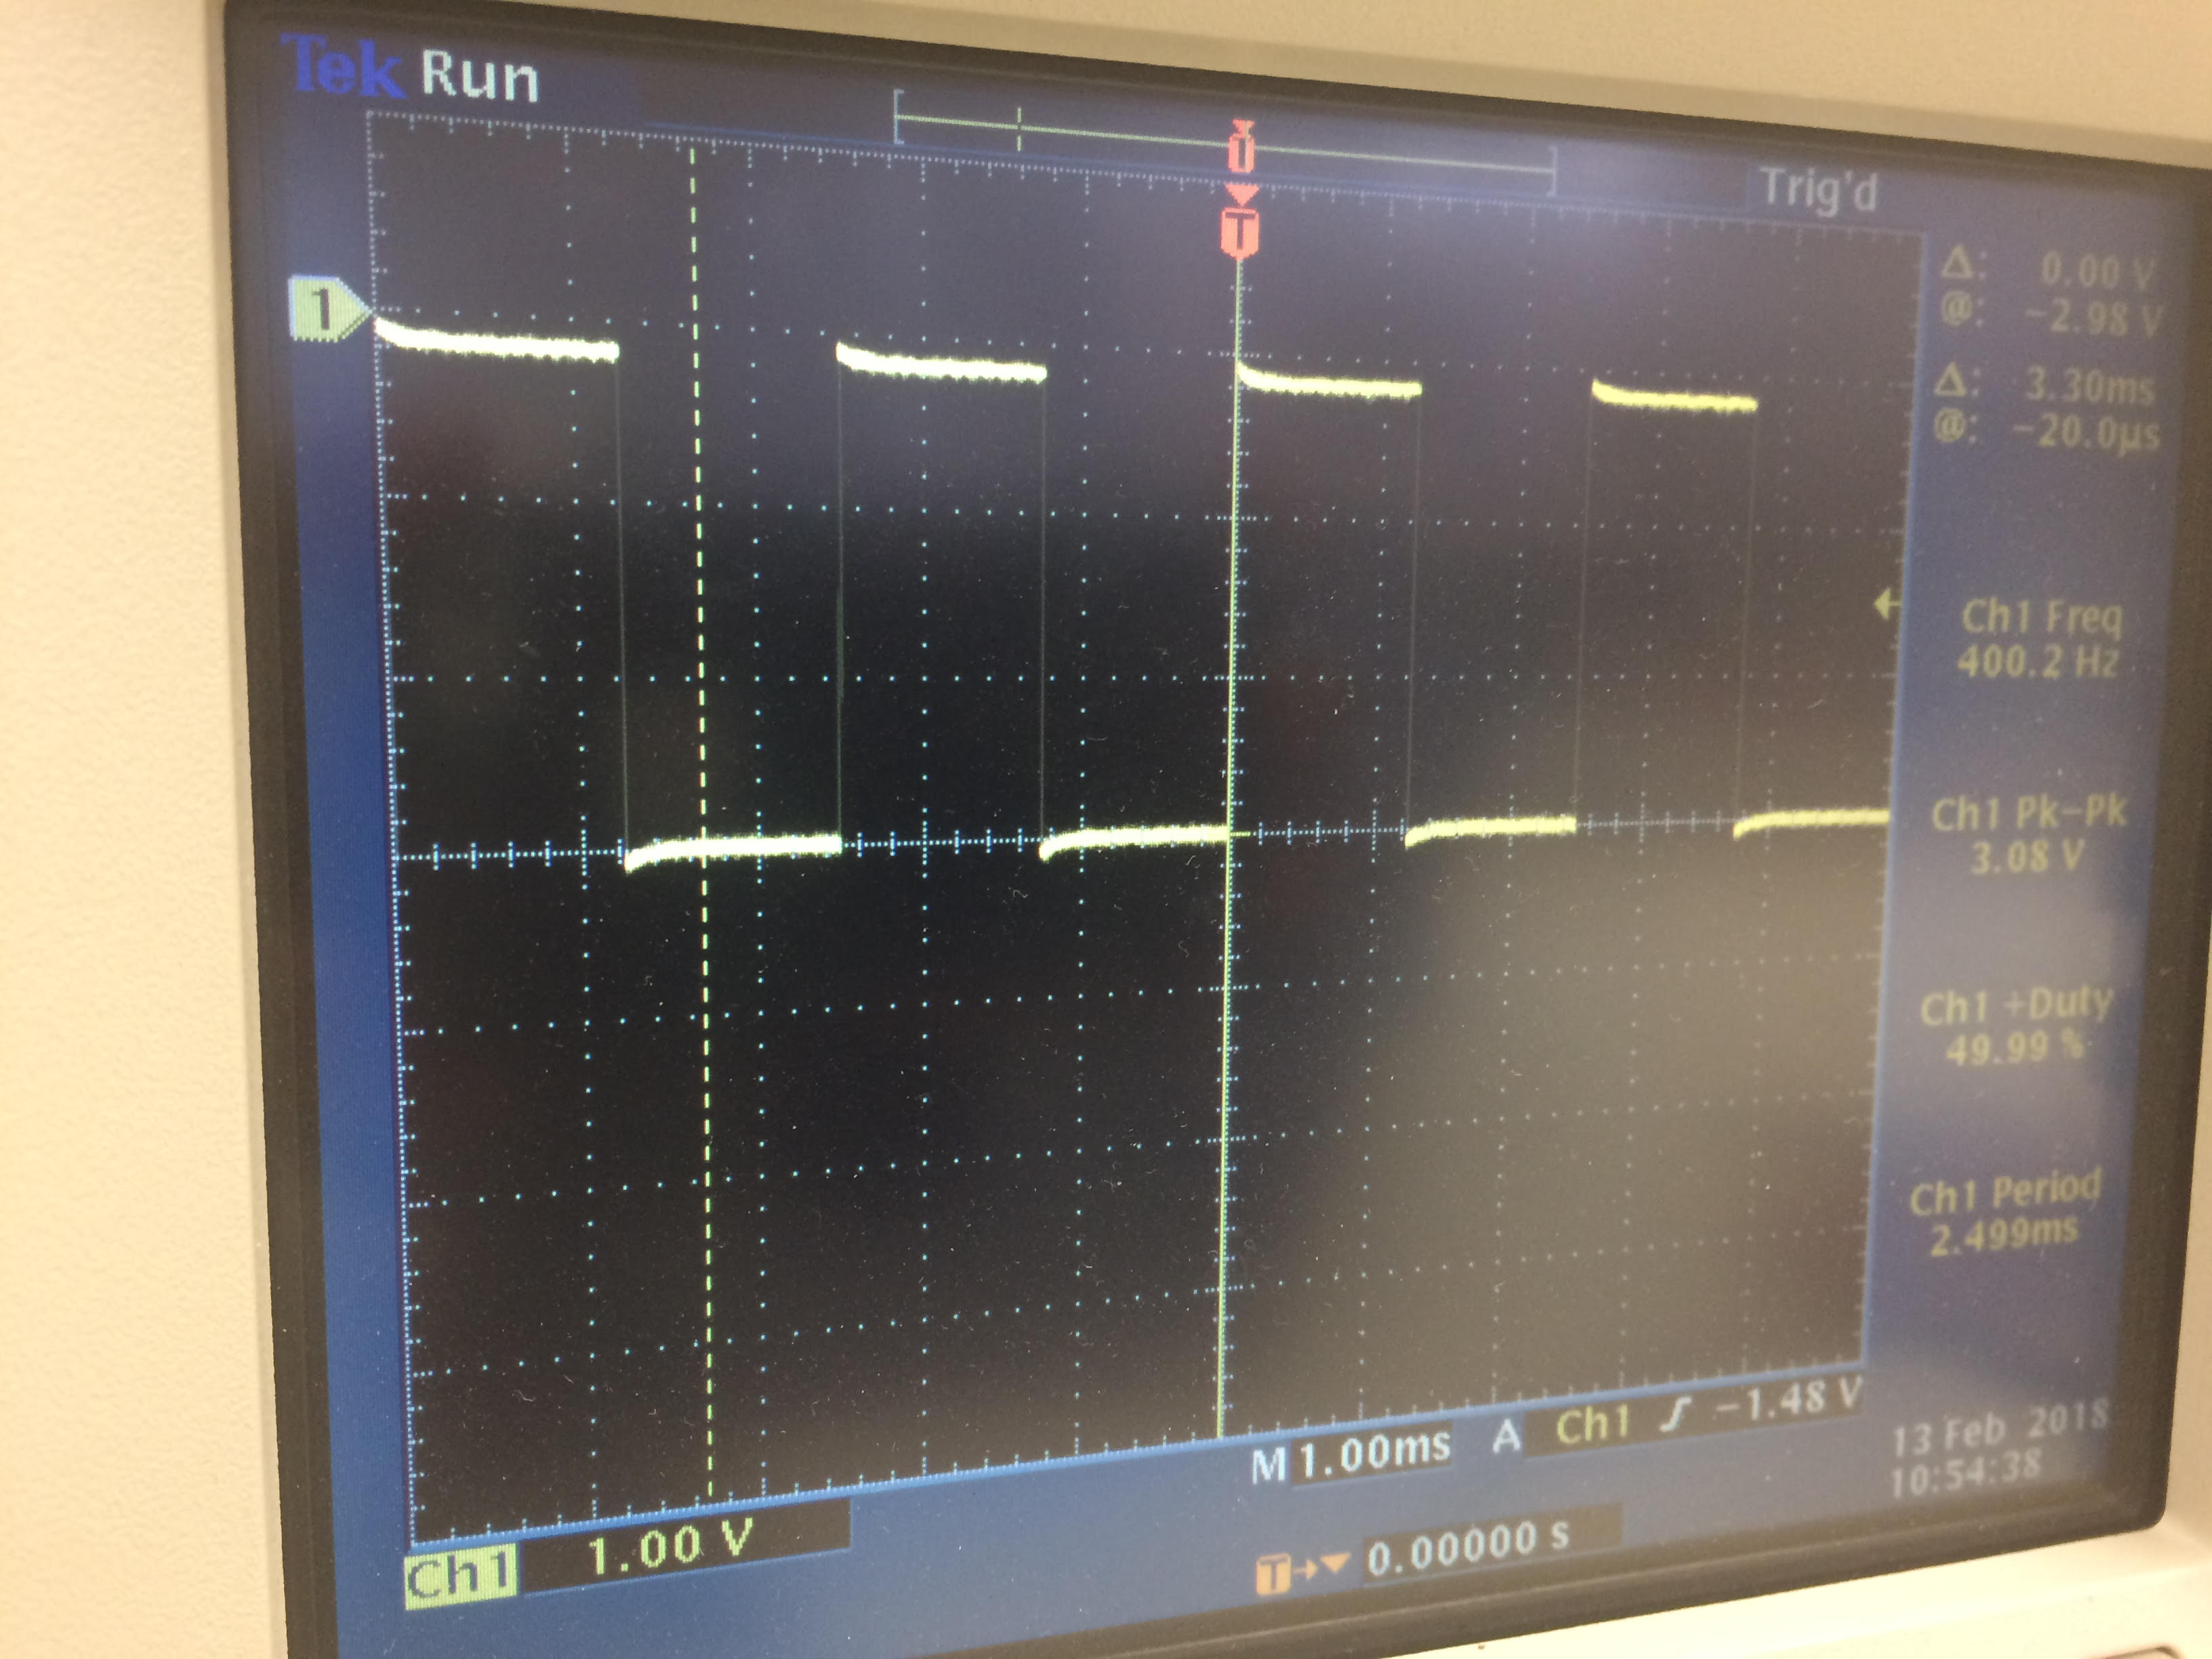 Tek Run
T
Trig'd
T
1
Δ: 0.00 V
@: -2.98 V
Δ: 3.30ms
@: -20.0µs
Ch1 Freq
400.2 Hz
Ch1 Pk-Pk
3.08 V
Ch1 +Duty
49.99 %
Ch1 Period
2.499ms
M 1.00ms A Ch1 ƒ -1.48 V
Ch1 1.00 V
T→▼ 0.00000 s
13 Feb 2018
10:54:38